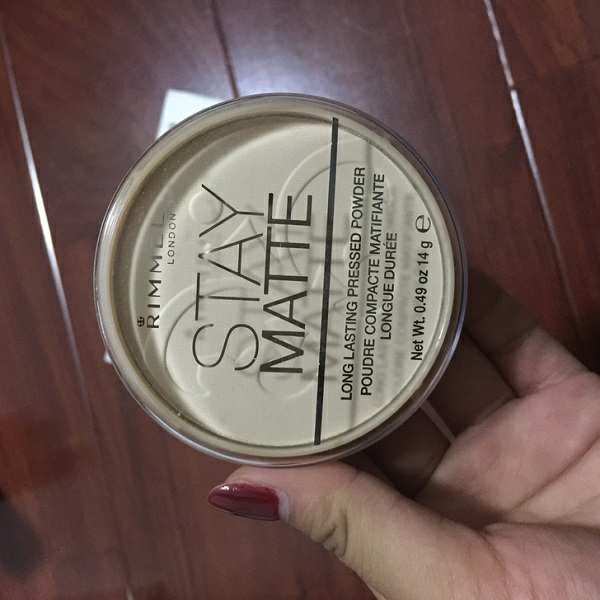 RIMMEL
LONDON
STAY
MATTE
LONG LASTING PRESSED POWDER
POUDRE COMPACTE MATIFIANTE
LONGUE DURÉE
Net Wt. 0.49 oz 14 g ℮